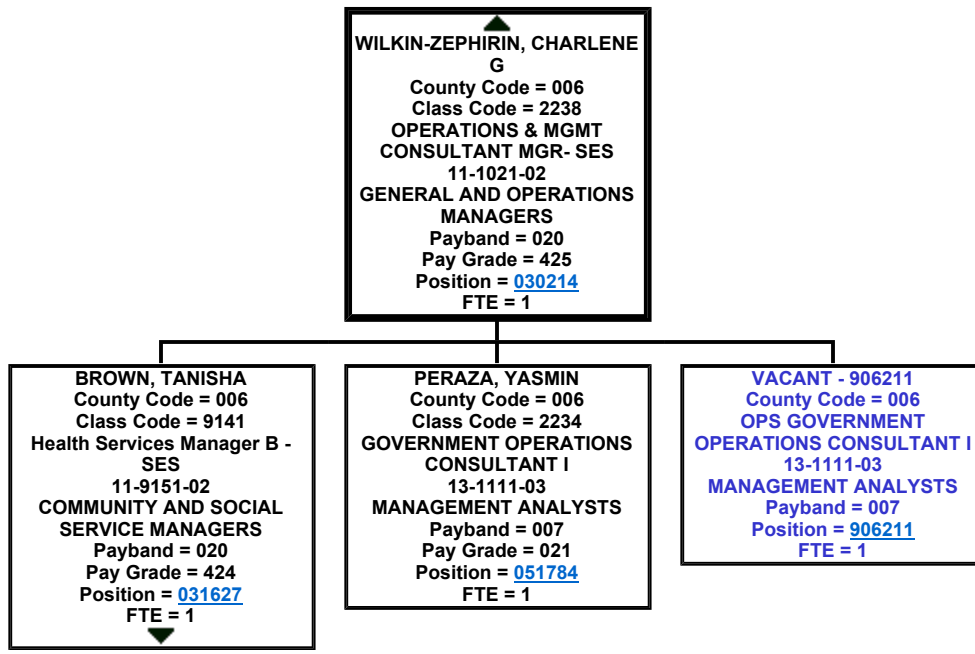 WILKIN-ZEPHIRIN, CHARLENE
G
County Code = 006
Class Code = 2238
OPERATIONS & MGMT
CONSULTANT MGR- SES
11-1021-02
GENERAL AND OPERATIONS
MANAGERS
Payband = 020
Pay Grade = 425
Position = 030214
FTE = 1
BROWN, TANISHA
County Code = 006
Class Code = 9141
Health Services Manager B -
SES
11-9151-02
COMMUNITY AND SOCIAL
SERVICE MANAGERS
Payband = 020
Pay Grade = 424
Position = 031627
FTE = 1
PERAZA, YASMIN
County Code = 006
Class Code = 2234
GOVERNMENT OPERATIONS
CONSULTANT I
13-1111-03
MANAGEMENT ANALYSTS
Payband = 007
Pay Grade = 021
Position = 051784
FTE = 1
VACANT - 906211
County Code = 006
OPS GOVERNMENT
OPERATIONS CONSULTANT I
13-1111-03
MANAGEMENT ANALYSTS
Payband = 007
Position = 906211
FTE = 1